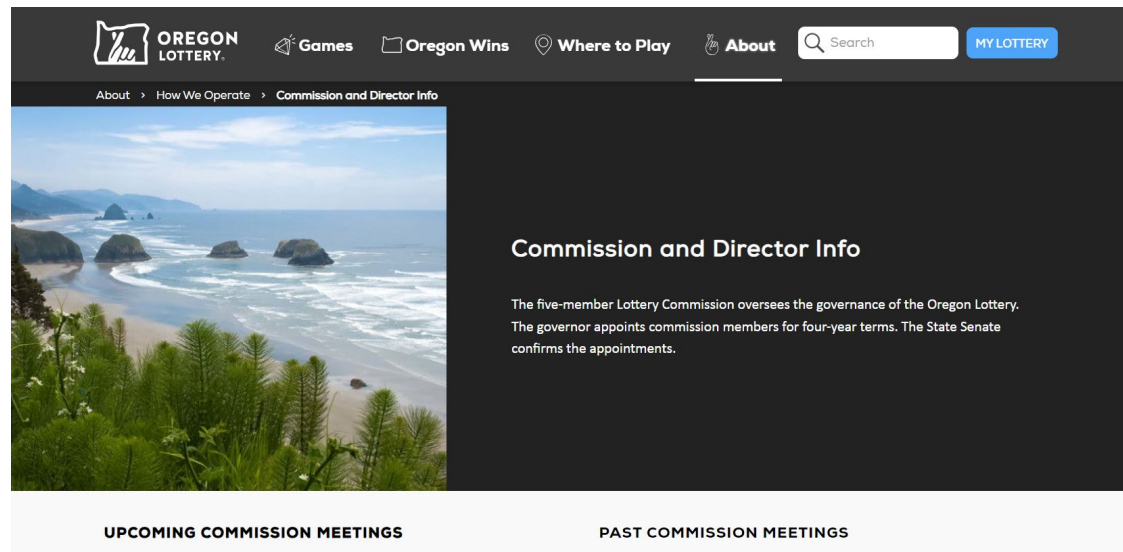 OREGON
LOTTERY.
Games
Oregon Wins
Where to Play
About
Search
MY LOTTERY
About › How We Operate › Commission and Director Info
Commission and Director Info
The five-member Lottery Commission oversees the governance of the Oregon Lottery.
The governor appoints commission members for four-year terms. The State Senate
confirms the appointments.
UPCOMING COMMISSION MEETINGS
PAST COMMISSION MEETINGS